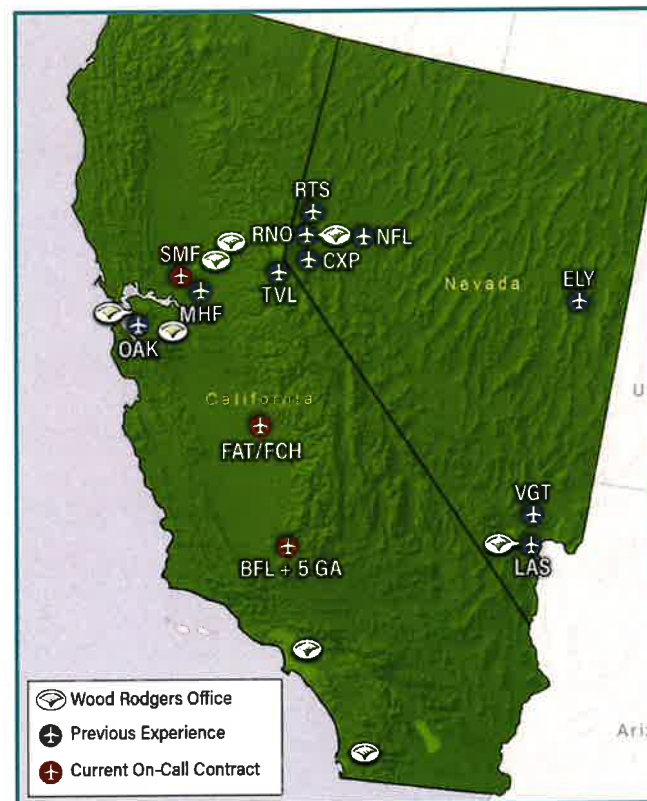 RTS
RNO
NFL
SMF
CXP
TVL
MHF
Nevada
ELY
OAK
U
California
FAT/FCH
VGT
LAS
BFL + 5 GA
Wood Rodgers Office
Previous Experience
Ari
Current On-Call Contract